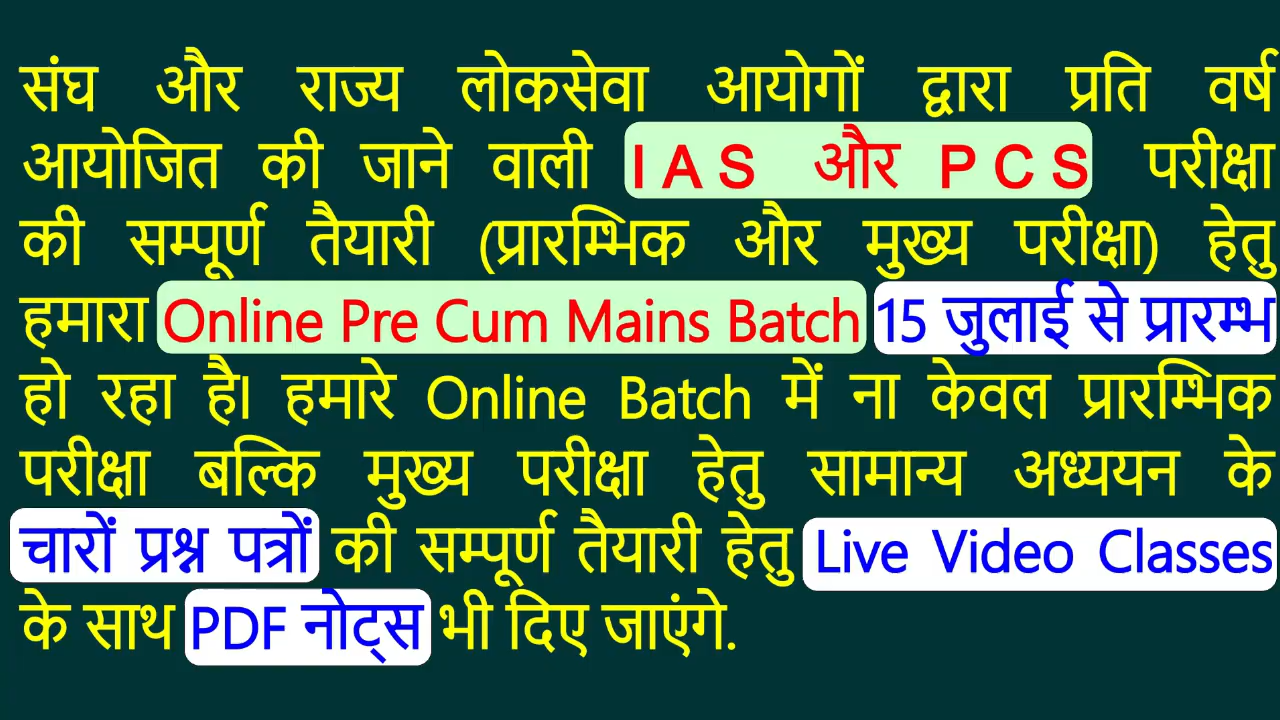 संघ और राज्य लोकसेवा आयोगों द्वारा प्रति वर्ष
आयोजित की जाने वाली I A S और P C S परीक्षा
की सम्पूर्ण तैयारी (प्रारम्भिक और मुख्य परीक्षा) हेतु
हमारा Online Pre Cum Mains Batch 15 जुलाई से प्रारम्भ
हो रहा है। हमारे Online Batch में ना केवल प्रारम्भिक
परीक्षा बल्कि मुख्य परीक्षा हेतु सामान्य अध्ययन के
चारों प्रश्न पत्रों की सम्पूर्ण तैयारी हेतु Live Video Classes
के साथ PDF नोट्स भी दिए जाएंगे.